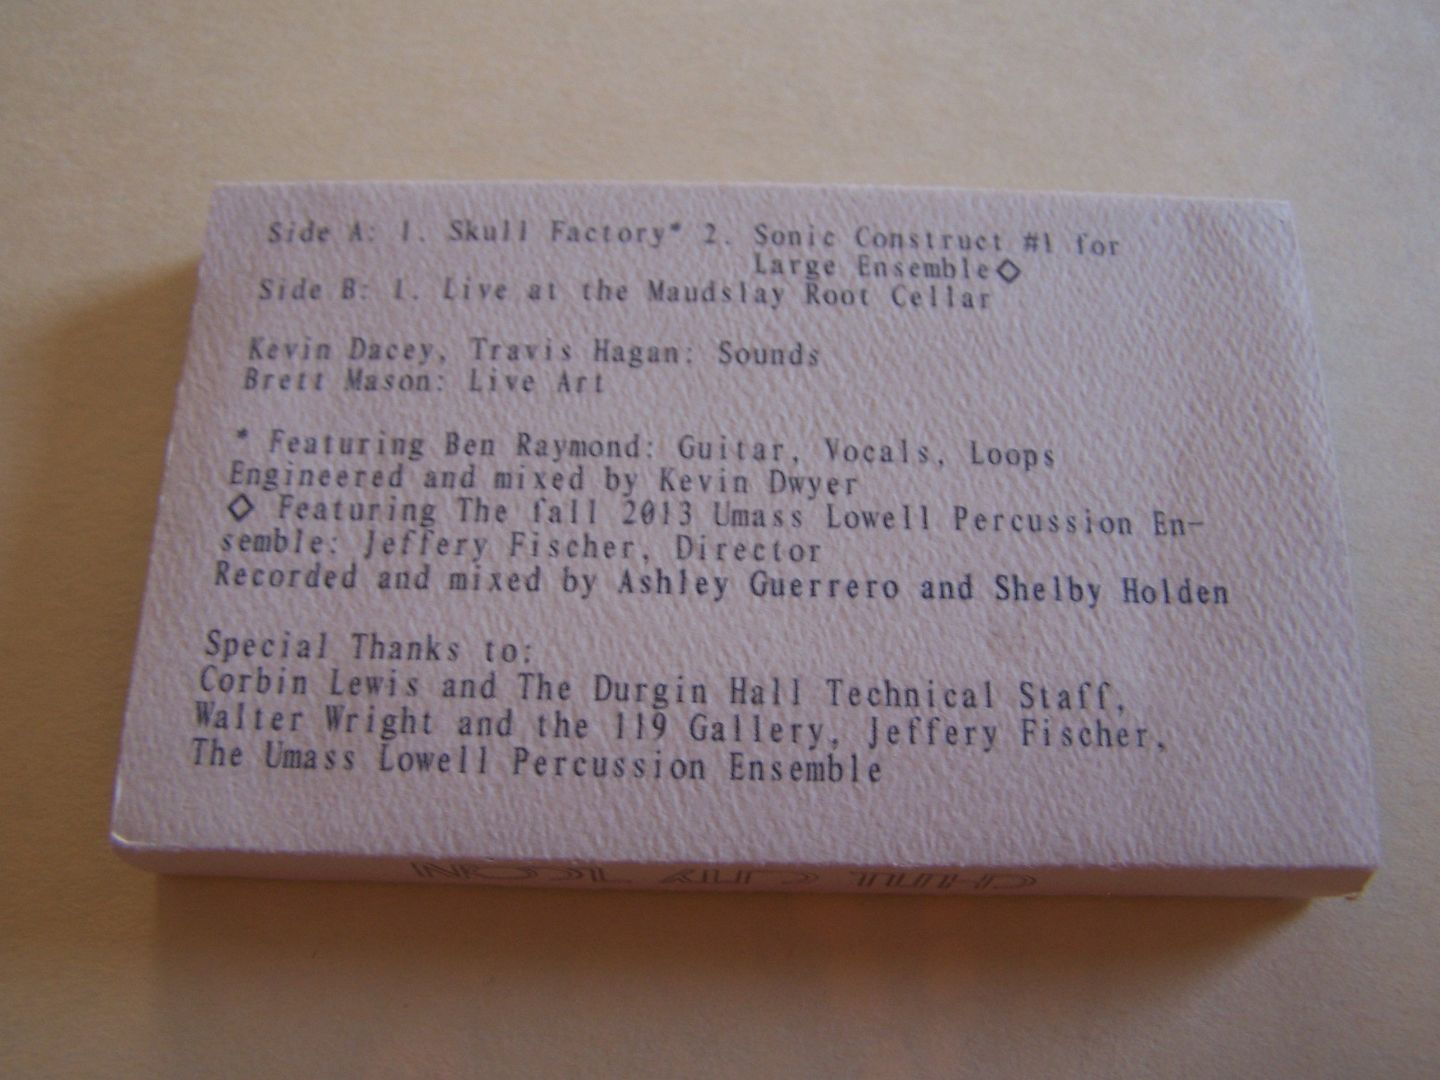 Side A: 1. Skull Factory* 2. Sonic Construct #1 for
Large Ensemble◇
Side B: 1. Live at the Maudslay Root Cellar
Kevin Dacey, Travis Hagan: Sounds
Brett Mason: Live Art
* Featuring Ben Raymond: Guitar, Vocals, Loops
Engineered and mixed by Kevin Dwyer
◇ Featuring The fall 2013 Umass Lowell Percussion En-
semble: Jeffery Fischer, Director
Recorded and mixed by Ashley Guerrero and Shelby Holden
Special Thanks to:
Corbin Lewis and The Durgin Hall Technical Staff,
Walter Wright and the 119 Gallery, Jeffery Fischer,
The Umass Lowell Percussion Ensemble